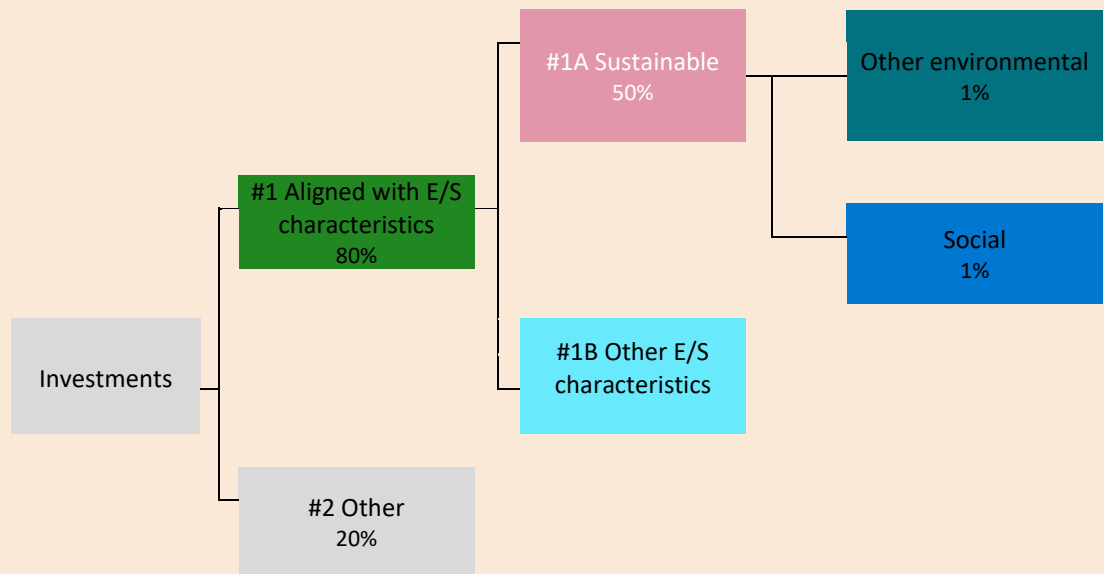 Investments
#1 Aligned with E/S
characteristics
80%
#2 Other
20%
#1A Sustainable
50%
#1B Other E/S
characteristics
Other environmental
1%
Social
1%